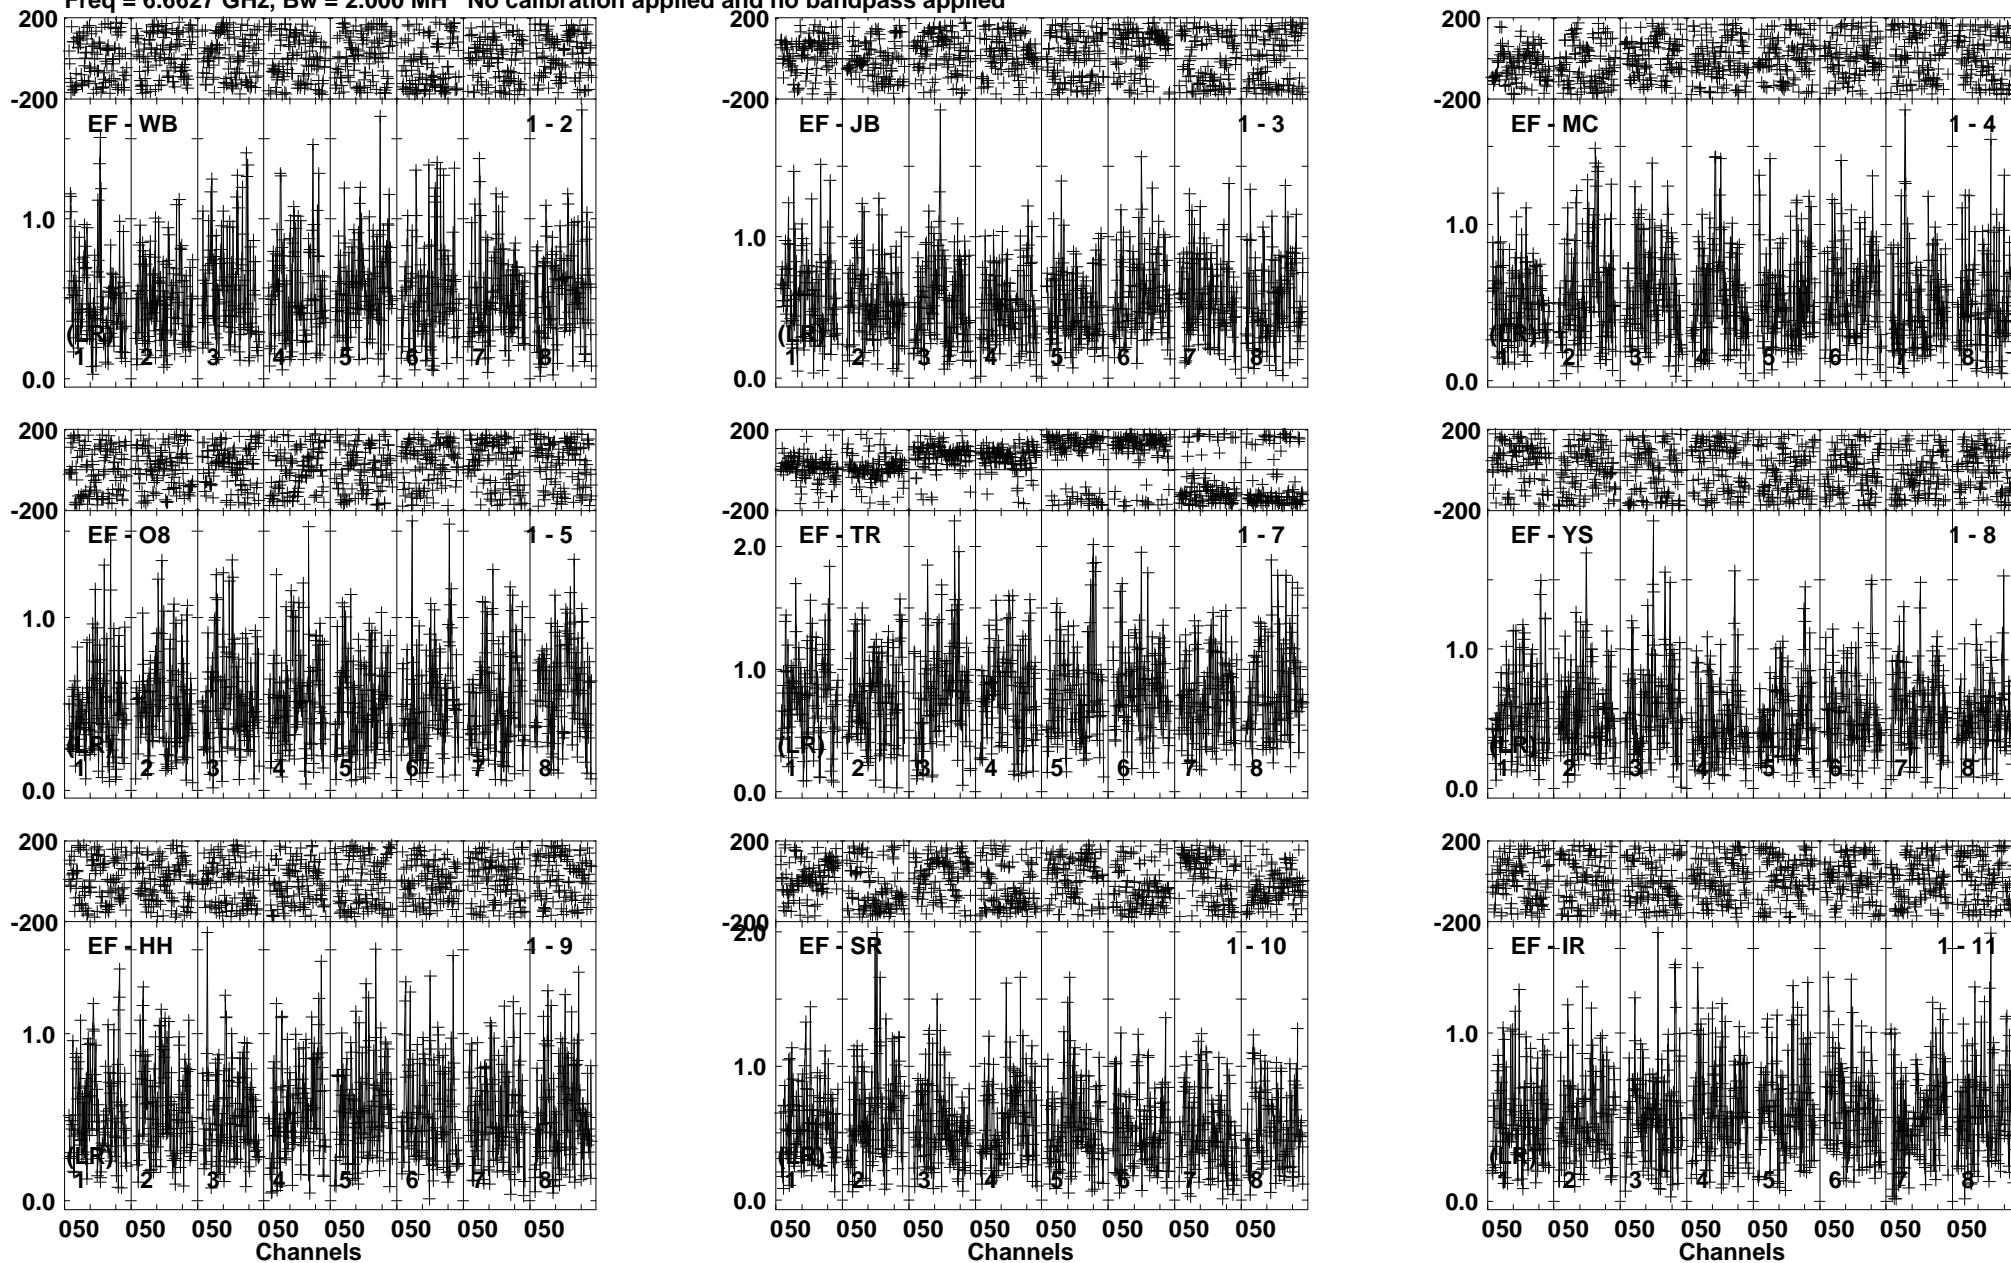 Freq = 6.6627 GHz, Bw = 2.000 MH No calibration applied and no bandpass applied
200
-200
EF - WB 1 - 2
1.0
(LR)
1 2 3 4 5 6 7 8
0.0
200
-200
EF - JB 1 - 3
1.0
(LR)
1 2 3 4 5 6 7 8
0.0
200
-200
EF - MC 1 - 4
1.0
(LR)
1 2 3 4 5 6 7 8
0.0
200
-200
EF - O8 1 - 5
1.0
(LR)
1 2 3 4 5 6 7 8
0.0
200
-200
EF - TR 1 - 7
2.0
1.0
(LR)
1 2 3 4 5 6 7 8
0.0
200
-200
EF - YS 1 - 8
1.0
(LR)
1 2 3 4 5 6 7 8
0.0
200
-200
EF - HH 1 - 9
1.0
(LR)
1 2 3 4 5 6 7 8
0.0
050 050 050 050 050 050 050 050
Channels
200
-200
2.0
EF - SR 1 - 10
1.0
(LR)
1 2 3 4 5 6 7 8
0.0
050 050 050 050 050 050 050 050
Channels
200
-200
EF - IR 1 - 11
1.0
(LR)
1 2 3 4 5 6 7 8
0.0
050 050 050 050 050 050 050 050
Channels